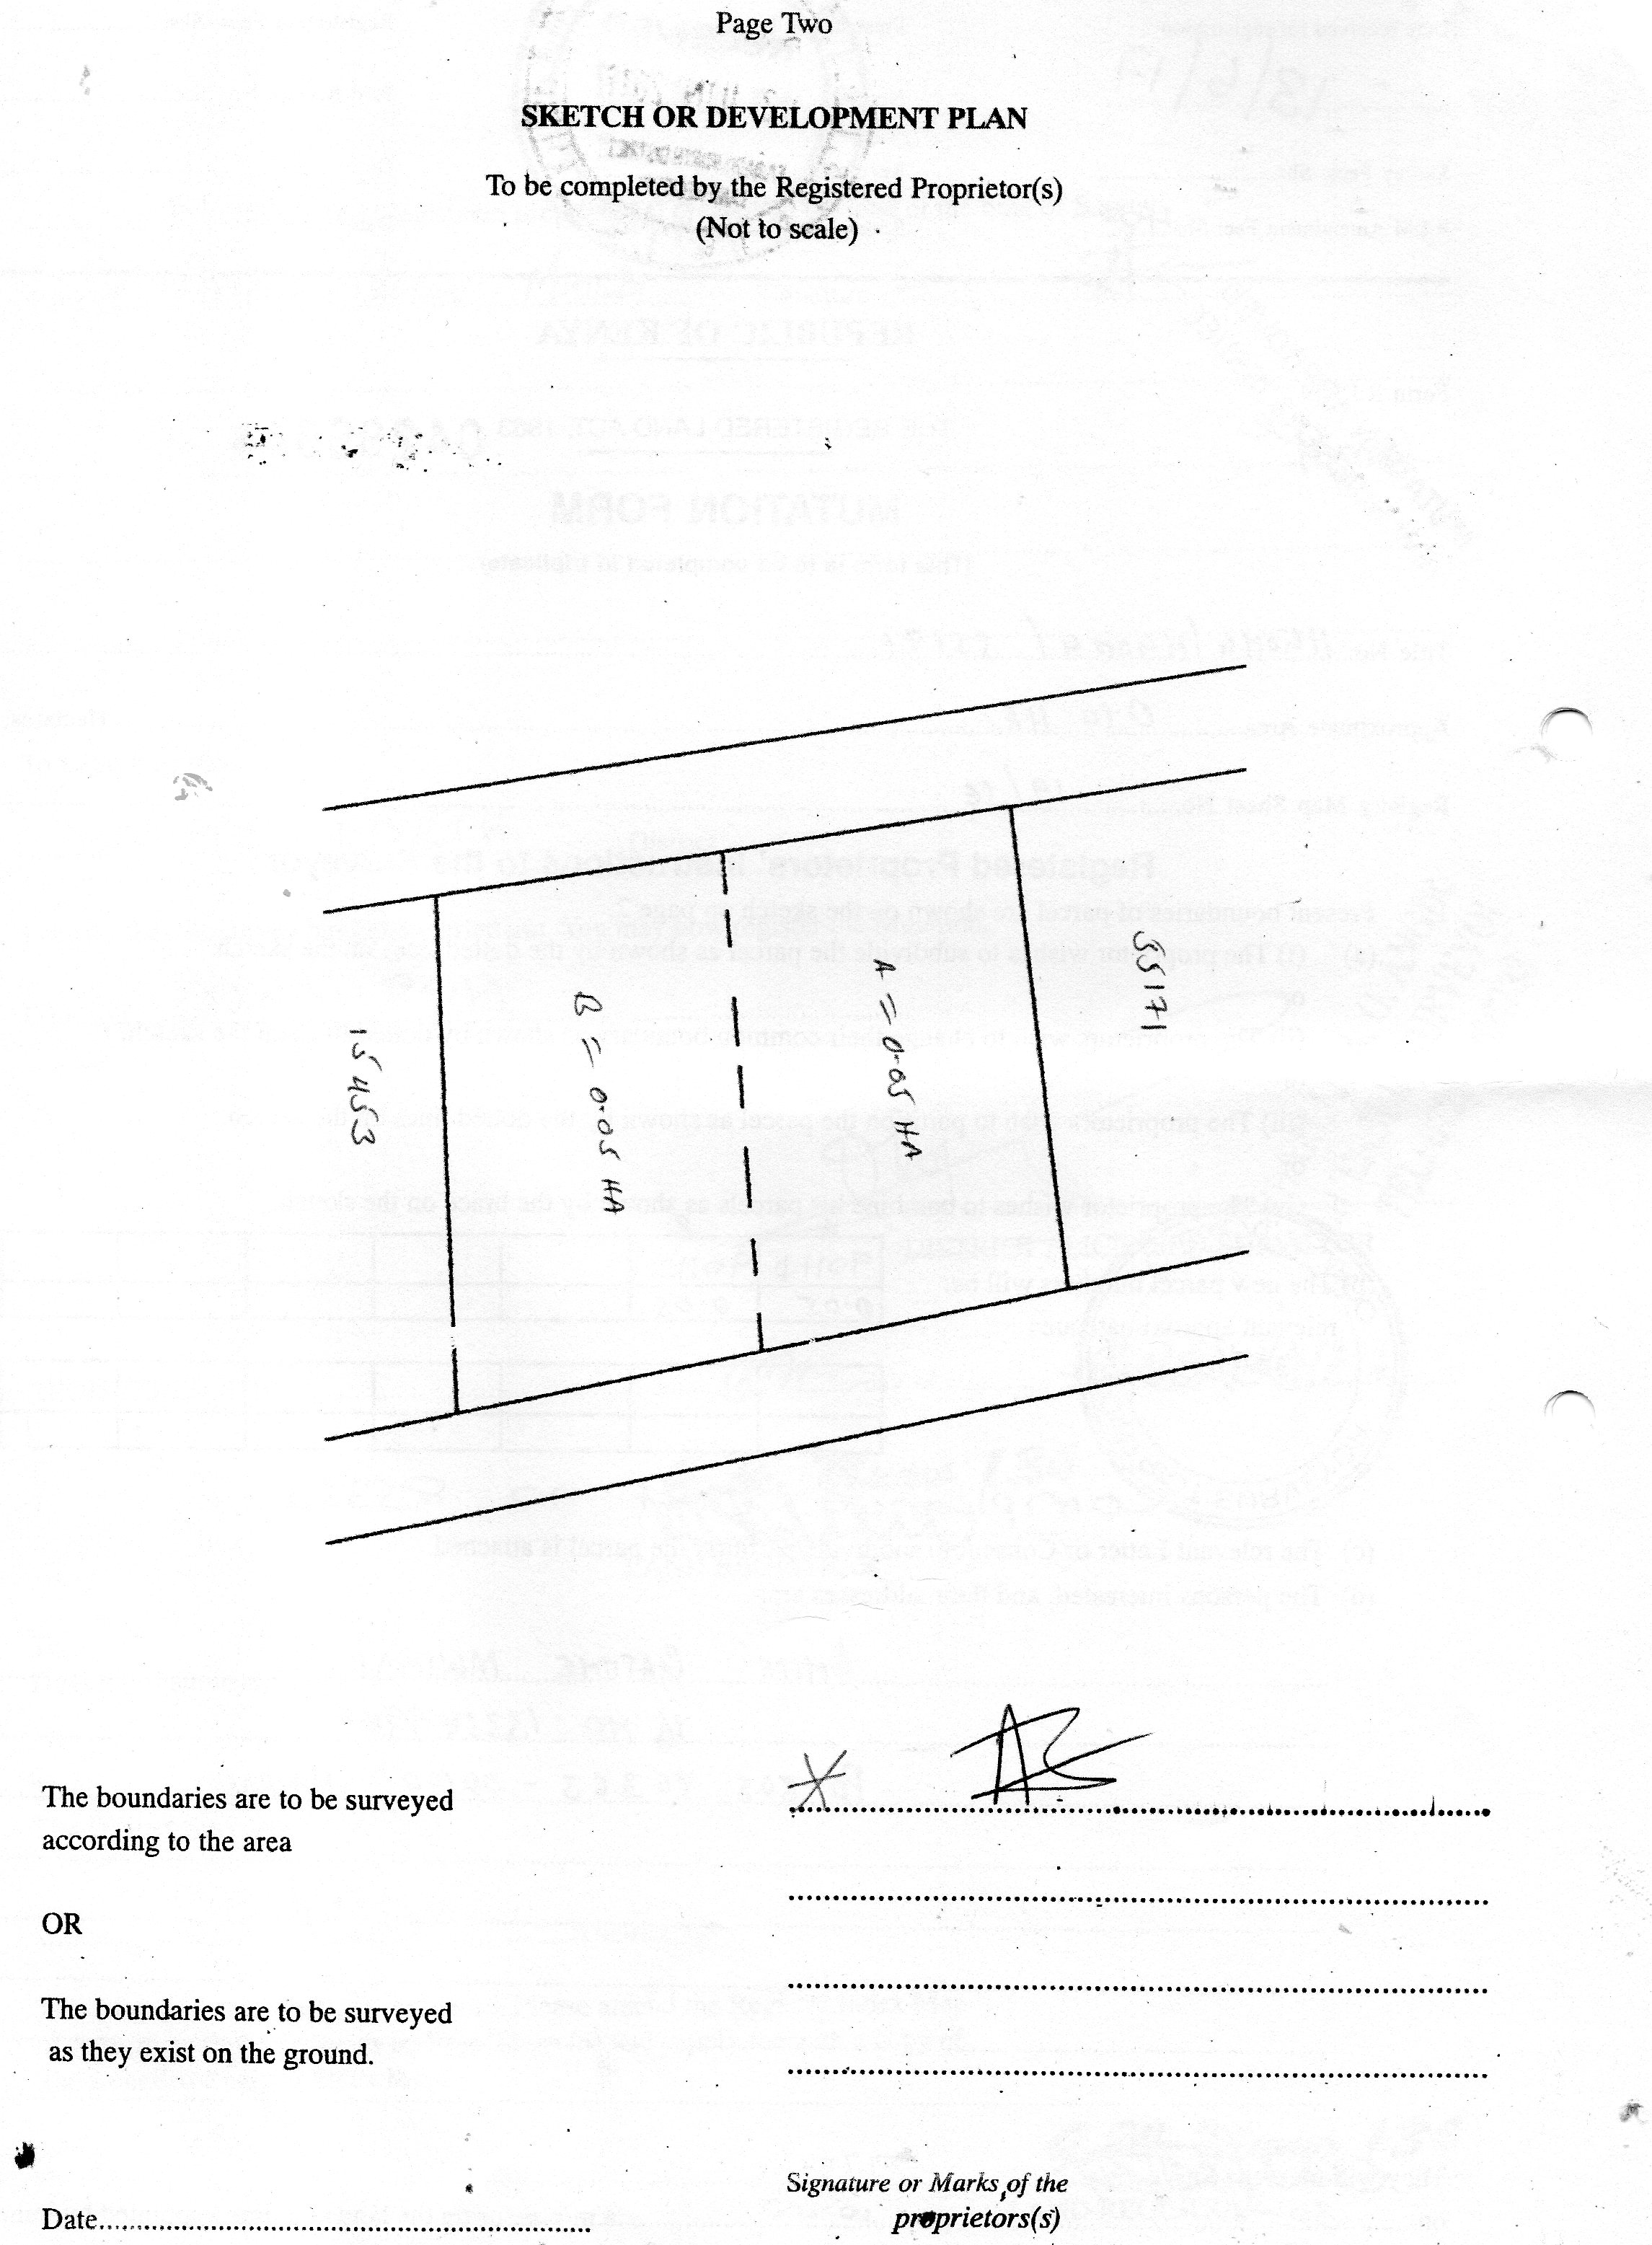 Page Two
SKETCH OR DEVELOPMENT PLAN
To be completed by the Registered Proprietor(s)
(Not to scale)
55171
A = 0.05 HA
B = 0.05 HA
15453
The boundaries are to be surveyed
according to the area
OR
The boundaries are to be surveyed
as they exist on the ground.
Signature or Marks of the
proprietors(s)
Date